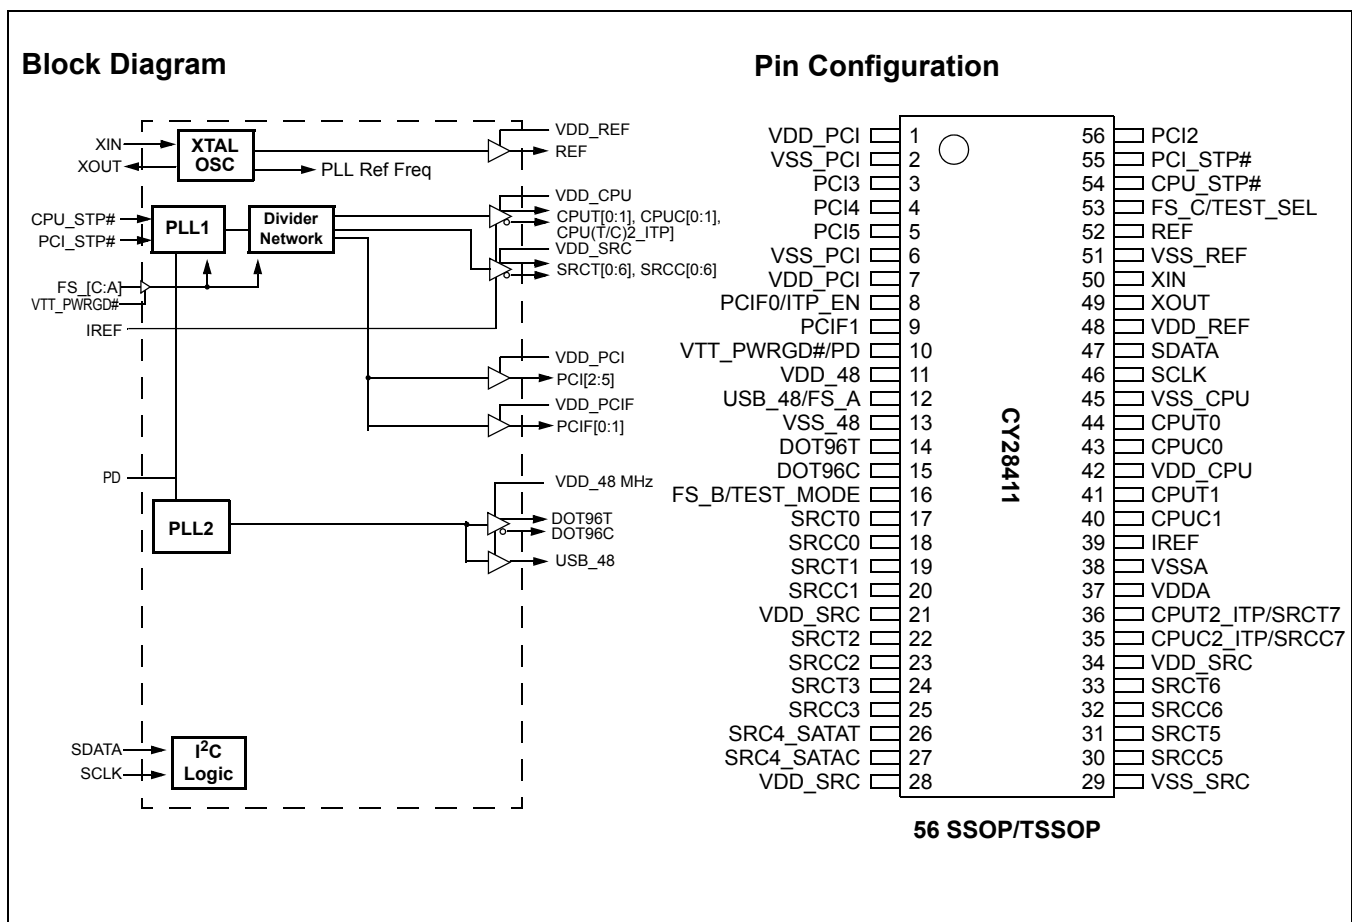 Block Diagram
XIN
XOUT
XTAL
OSC
VDD_REF
REF
PLL Ref Freq
CPU_STP#
PCI_STP#
PLL1
Divider
Network
VDD_CPU
CPUT[0:1], CPUC[0:1],
CPU(T/C)2_ITP]
VDD_SRC
SRCT[0:6], SRCC[0:6]
FS_[C:A]
VTT_PWRGD#
IREF
VDD_PCI
PCI[2:5]
VDD_PCIF
PCIF[0:1]
PD
PLL2
VDD_48 MHz
DOT96T
DOT96C
USB_48
SDATA
SCLK
I2C
Logic
Pin Configuration
VDD_PCI 1 56 PCI2
VSS_PCI 2 55 PCI_STP#
PCI3 3 54 CPU_STP#
PCI4 4 53 FS_C/TEST_SEL
PCI5 5 52 REF
VSS_PCI 6 51 VSS_REF
VDD_PCI 7 50 XIN
PCIF0/ITP_EN 8 49 XOUT
PCIF1 9 48 VDD_REF
VTT_PWRGD#/PD 10 47 SDATA
VDD_48 11 46 SCLK
USB_48/FS_A 12 45 VSS_CPU
VSS_48 13 44 CPUT0
DOT96T 14 43 CPUC0
DOT96C 15 42 VDD_CPU
FS_B/TEST_MODE 16 41 CPUT1
SRCT0 17 40 CPUC1
SRCC0 18 39 IREF
SRCT1 19 38 VSSA
SRCC1 20 37 VDDA
VDD_SRC 21 36 CPUT2_ITP/SRCT7
SRCT2 22 35 CPUC2_ITP/SRCC7
SRCC2 23 34 VDD_SRC
SRCT3 24 33 SRCT6
SRCC3 25 32 SRCC6
SRC4_SATAT 26 31 SRCT5
SRC4_SATAC 27 30 SRCC5
VDD_SRC 28 29 VSS_SRC
CY28411
56 SSOP/TSSOP